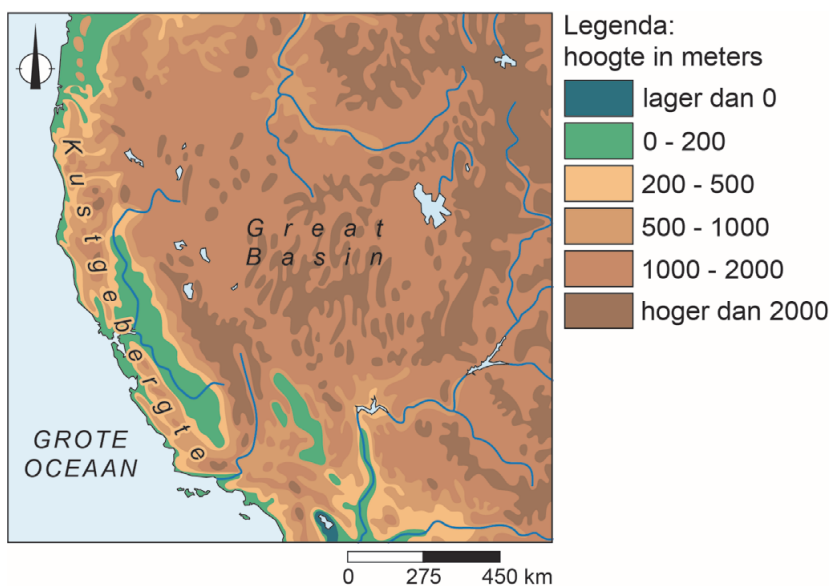 Kustgebergte
Great
Basin
GROTE
OCEAAN
Legenda:
hoogte in meters
lager dan 0
0 - 200
200 - 500
500 - 1000
1000 - 2000
hoger dan 2000
0 275 450 km